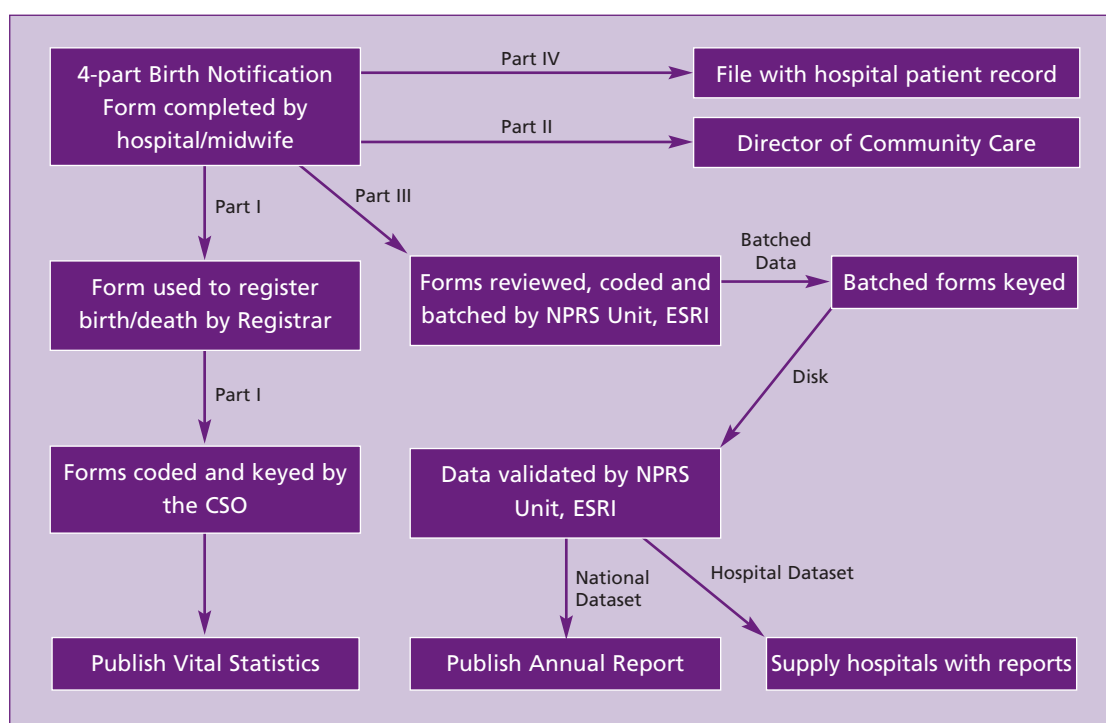 4-part Birth Notification
Form completed by
hospital/midwife
Part IV
File with hospital patient record
Part II
Director of Community Care
Part I
Part III
Form used to register
birth/death by Registrar
Forms reviewed, coded and
batched by NPRS Unit, ESRI
Batched
Data
Batched forms keyed
Part I
Disk
Forms coded and keyed by
the CSO
Data validated by NPRS
Unit, ESRI
National
Dataset
Hospital Dataset
Publish Vital Statistics
Publish Annual Report
Supply hospitals with reports